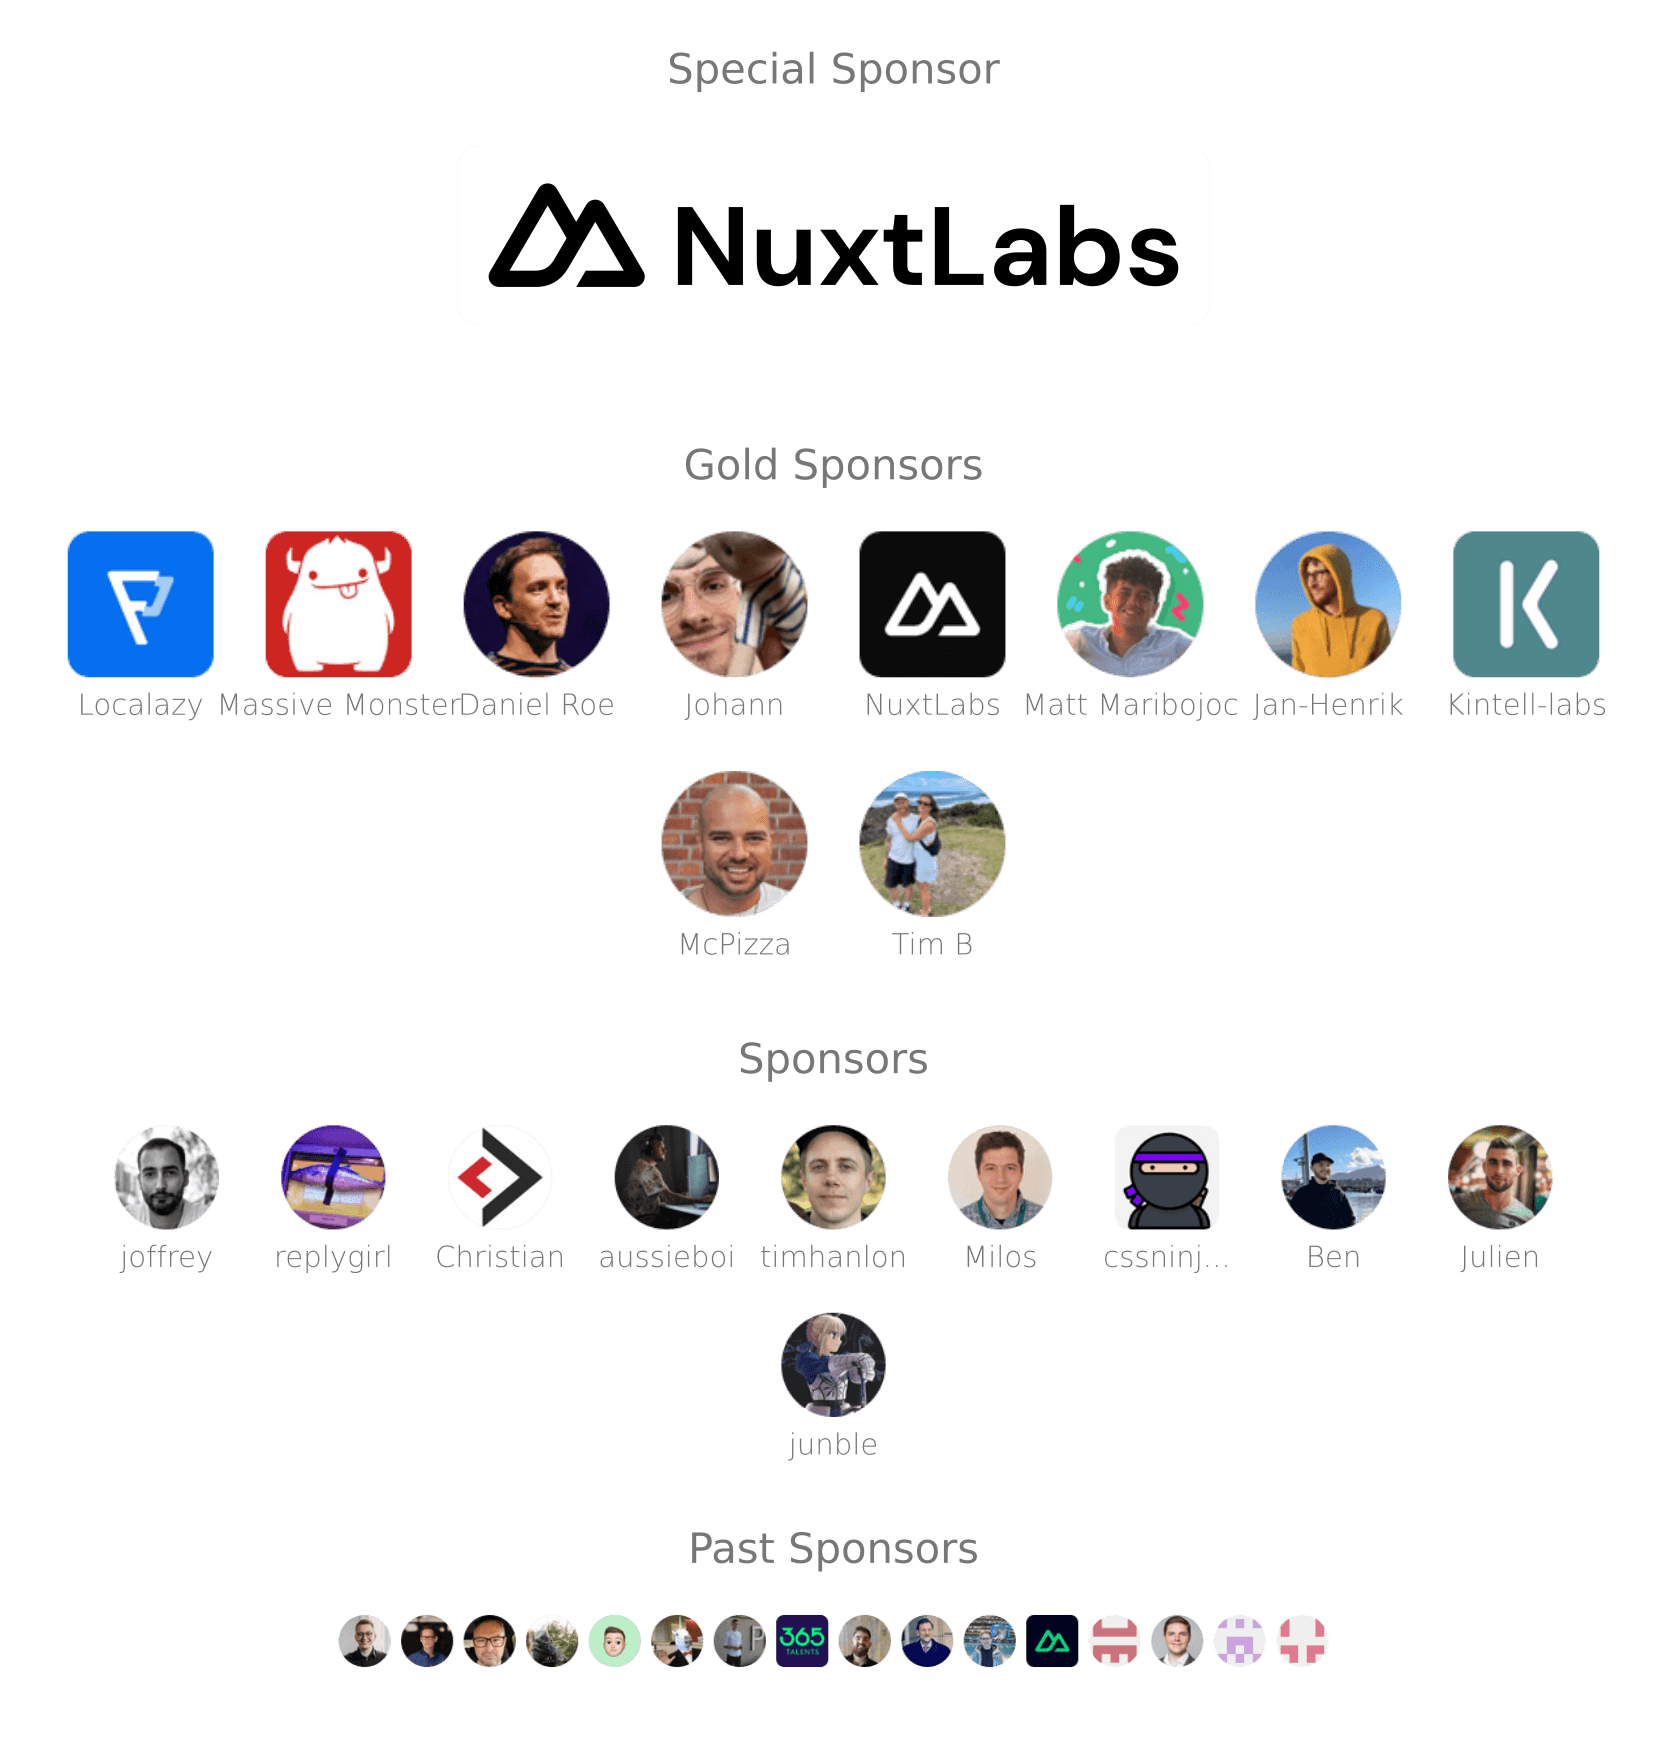 Special Sponsor
NuxtLabs
Gold Sponsors
Localazy Massive Monster Daniel Roe Johann NuxtLabs Matt Maribojoc Jan-Henrik Kintell-labs
McPizza Tim B
Sponsors
joffrey replygirl Christian aussieboi timhanlon Milos cssninj... Ben Julien
junble
Past Sponsors
P 365
TALENTS